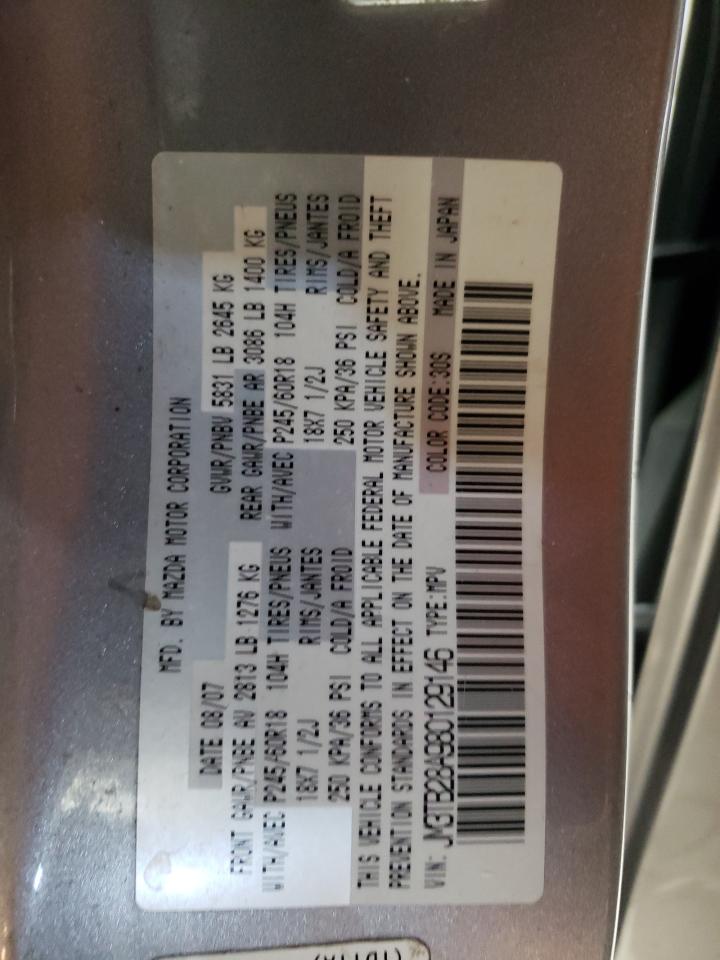 MFD. BY MAZDA MOTOR CORPORATION
DATE 08/07 GVWR/PNBV 5831 LB 2645 KG
FRONT GAWR/PNBE AV 2813 LB 1276 KG REAR GAWR/PNBE AR 3086 LB 1400 KG
WITH/AVEC P245/60R18 104H TIRES/PNEUS WITH/AVEC P245/60R18 104H TIRES/PNEUS
18X7 1/2J RIMS/JANTES 18X7 1/2J RIMS/JANTES
250 KPA/36 PSI COLD/A FROID 250 KPA/36 PSI COLD/A FROID
THIS VEHICLE CONFORMS TO ALL APPLICABLE FEDERAL MOTOR VEHICLE SAFETY AND THEFT
PREVENTION STANDARDS IN EFFECT ON THE DATE OF MANUFACTURE SHOWN ABOVE.
VIN: JM3TB28A980129146 TYPE:MPV COLOR CODE:30S MADE IN JAPAN